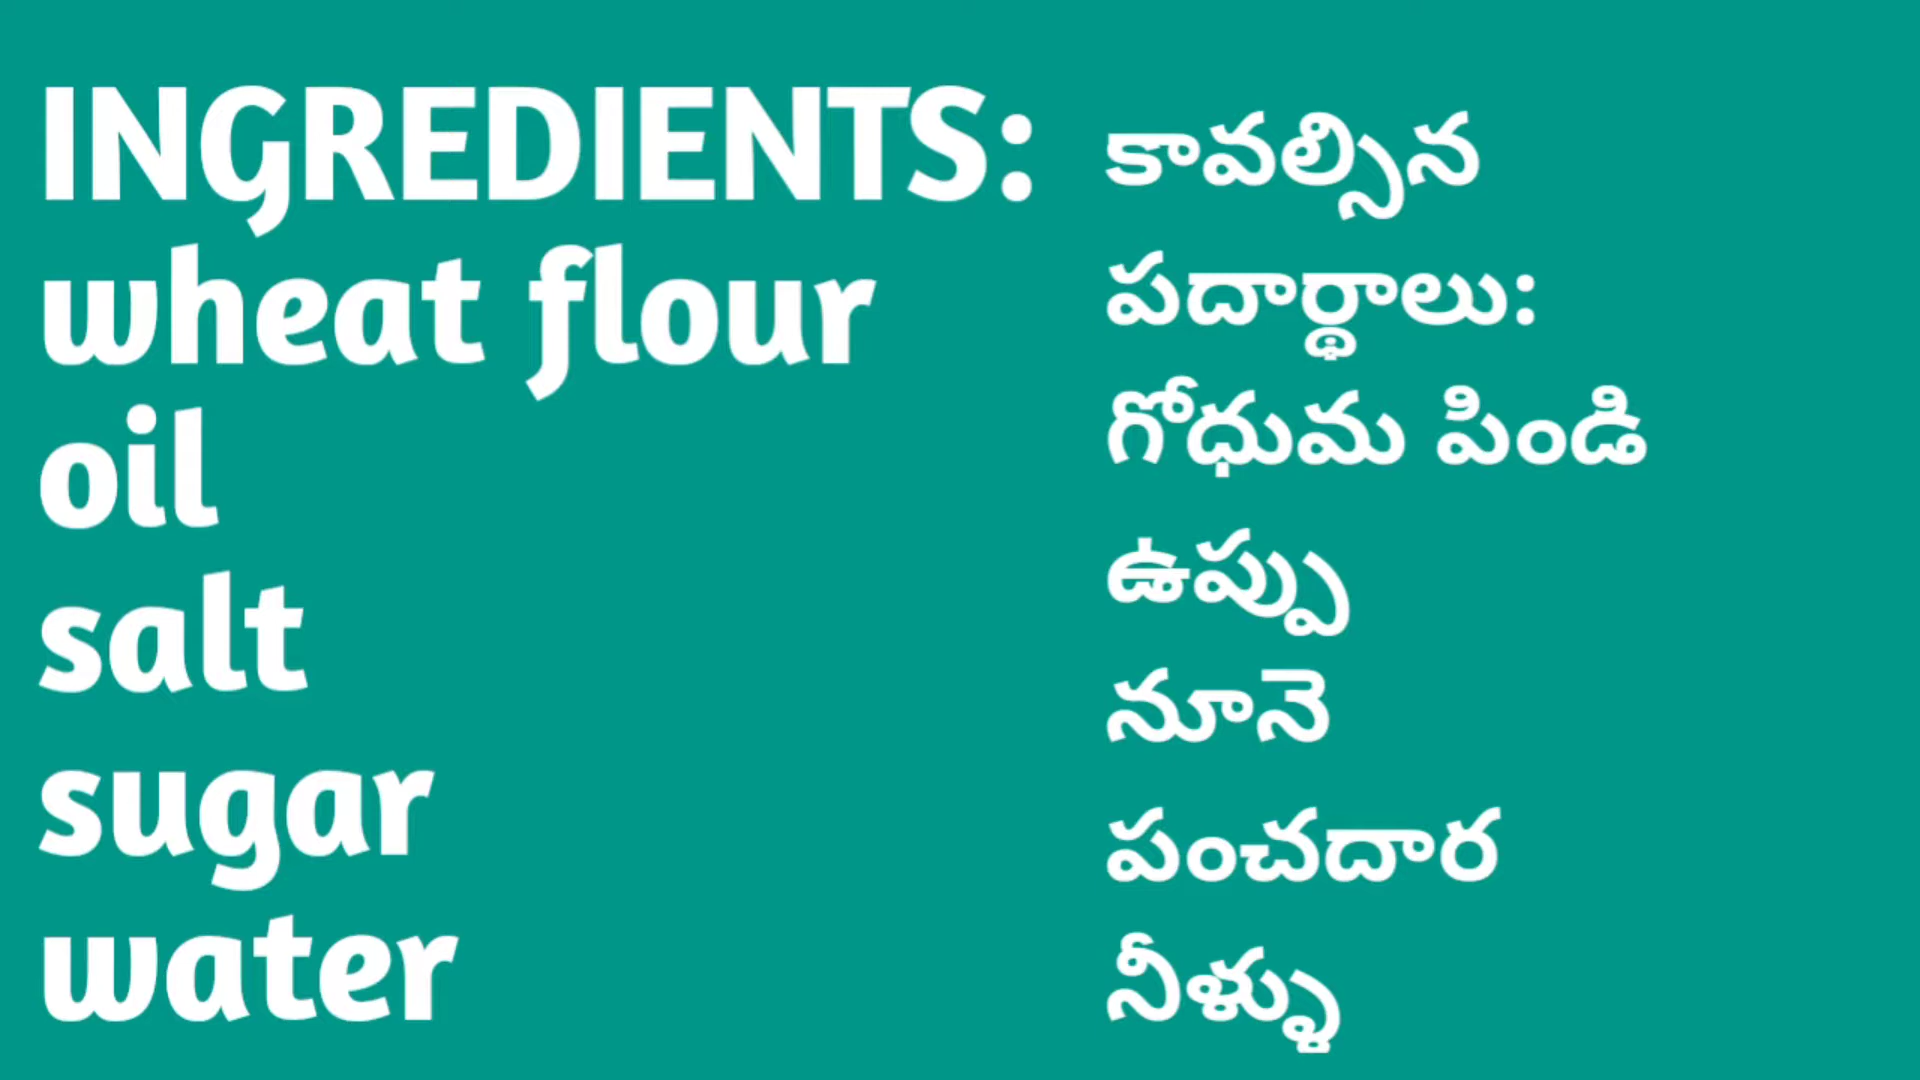 INGREDIENTS:
wheat flour
oil
salt
sugar
water
కావల్సిన
పదార్థాలు:
గోధుమ పిండి
ఉప్పు
నూనె
పంచదార
నీళ్ళు